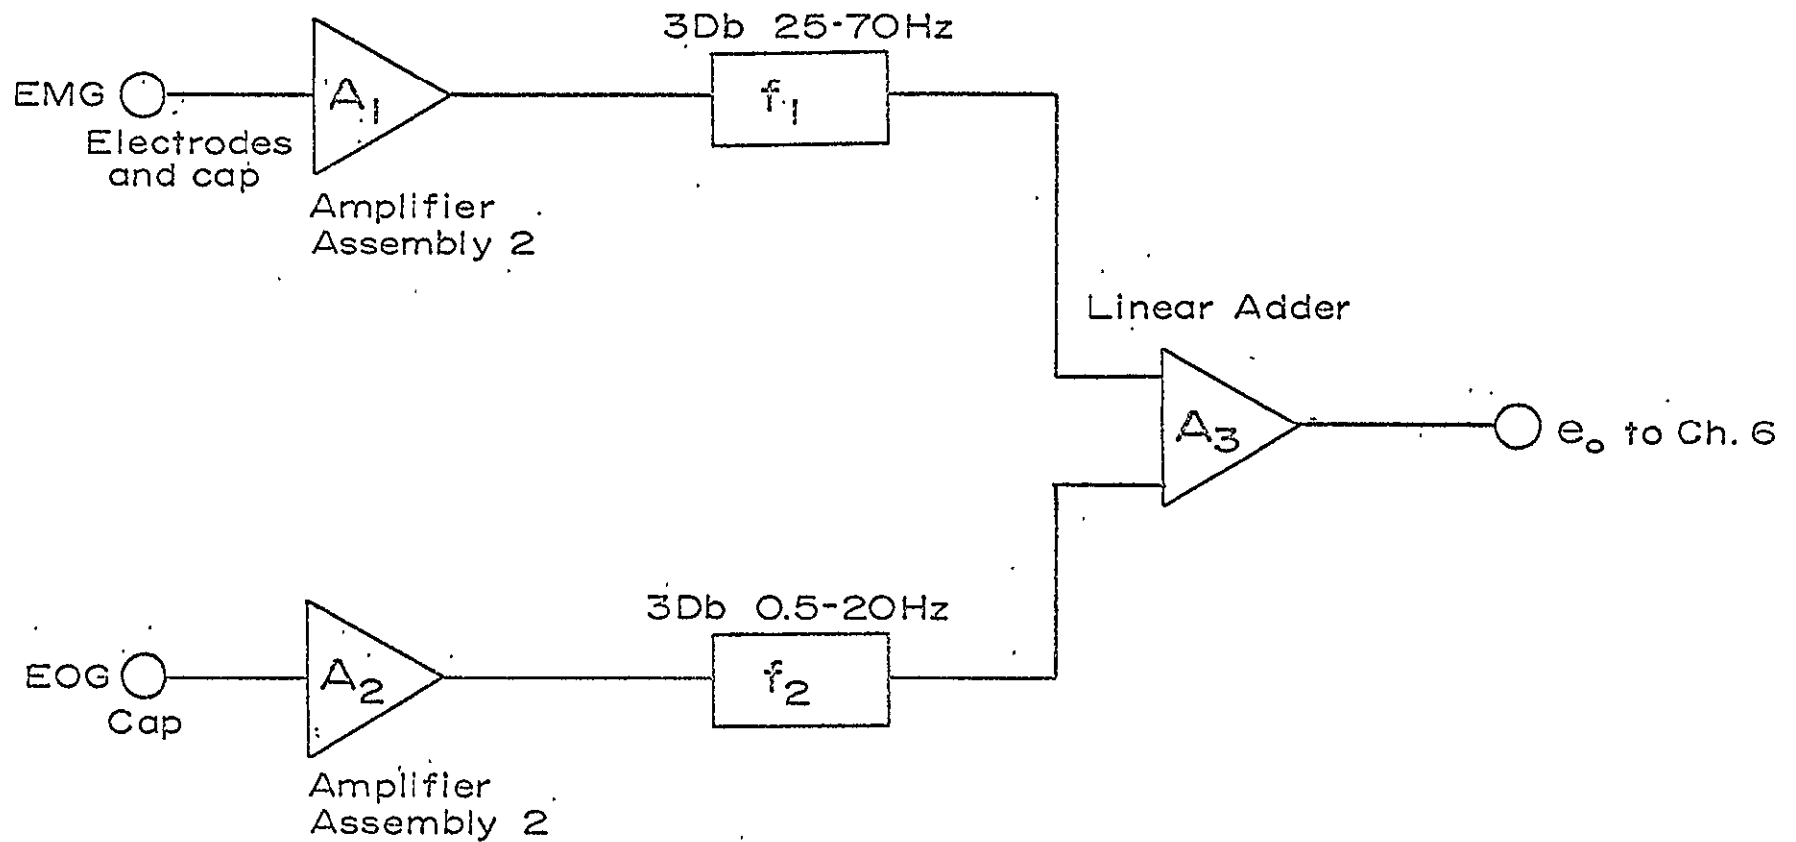 3Db 25-70Hz
EMG
A1
f1
Electrodes
and cap
Amplifier
Assembly 2
Linear Adder
A3
eo to Ch. 6
3Db 0.5-20Hz
EOG
A2
f2
Cap
Amplifier
Assembly 2